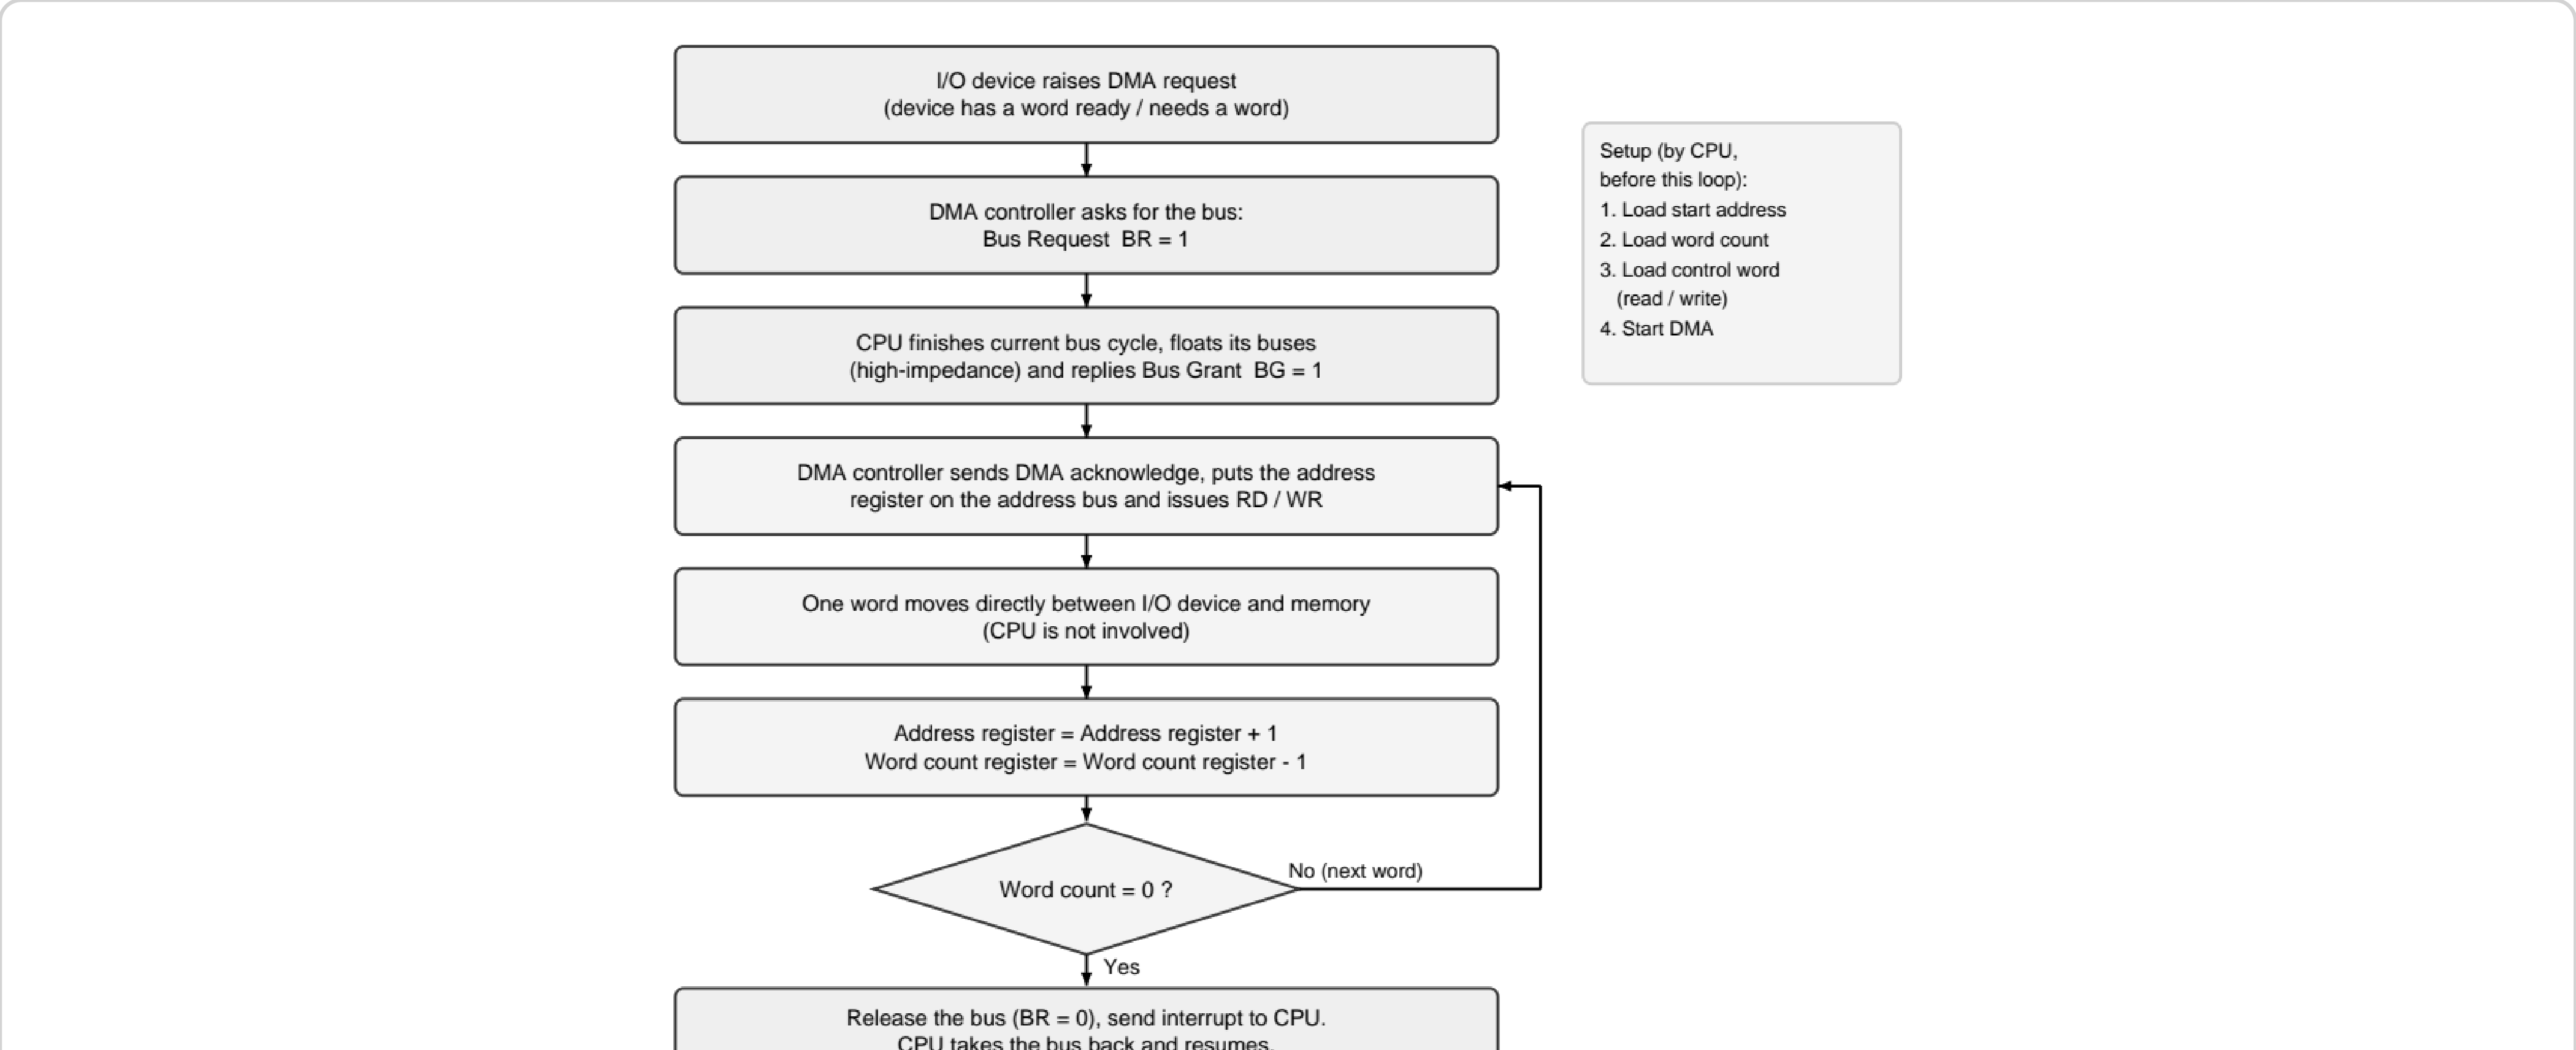 I/O device raises DMA request
(device has a word ready / needs a word)
DMA controller asks for the bus:
Bus Request  BR = 1
CPU finishes current bus cycle, floats its buses
(high-impedance) and replies Bus Grant  BG = 1
DMA controller sends DMA acknowledge, puts the address
register on the address bus and issues RD / WR
One word moves directly between I/O device and memory
(CPU is not involved)
Address register = Address register + 1
Word count register = Word count register - 1
Word count = 0 ?
No (next word)
Yes
Release the bus (BR = 0), send interrupt to CPU.
CPU takes the bus back and resumes.
Setup (by CPU,
before this loop):
1. Load start address
2. Load word count
3. Load control word
(read / write)
4. Start DMA